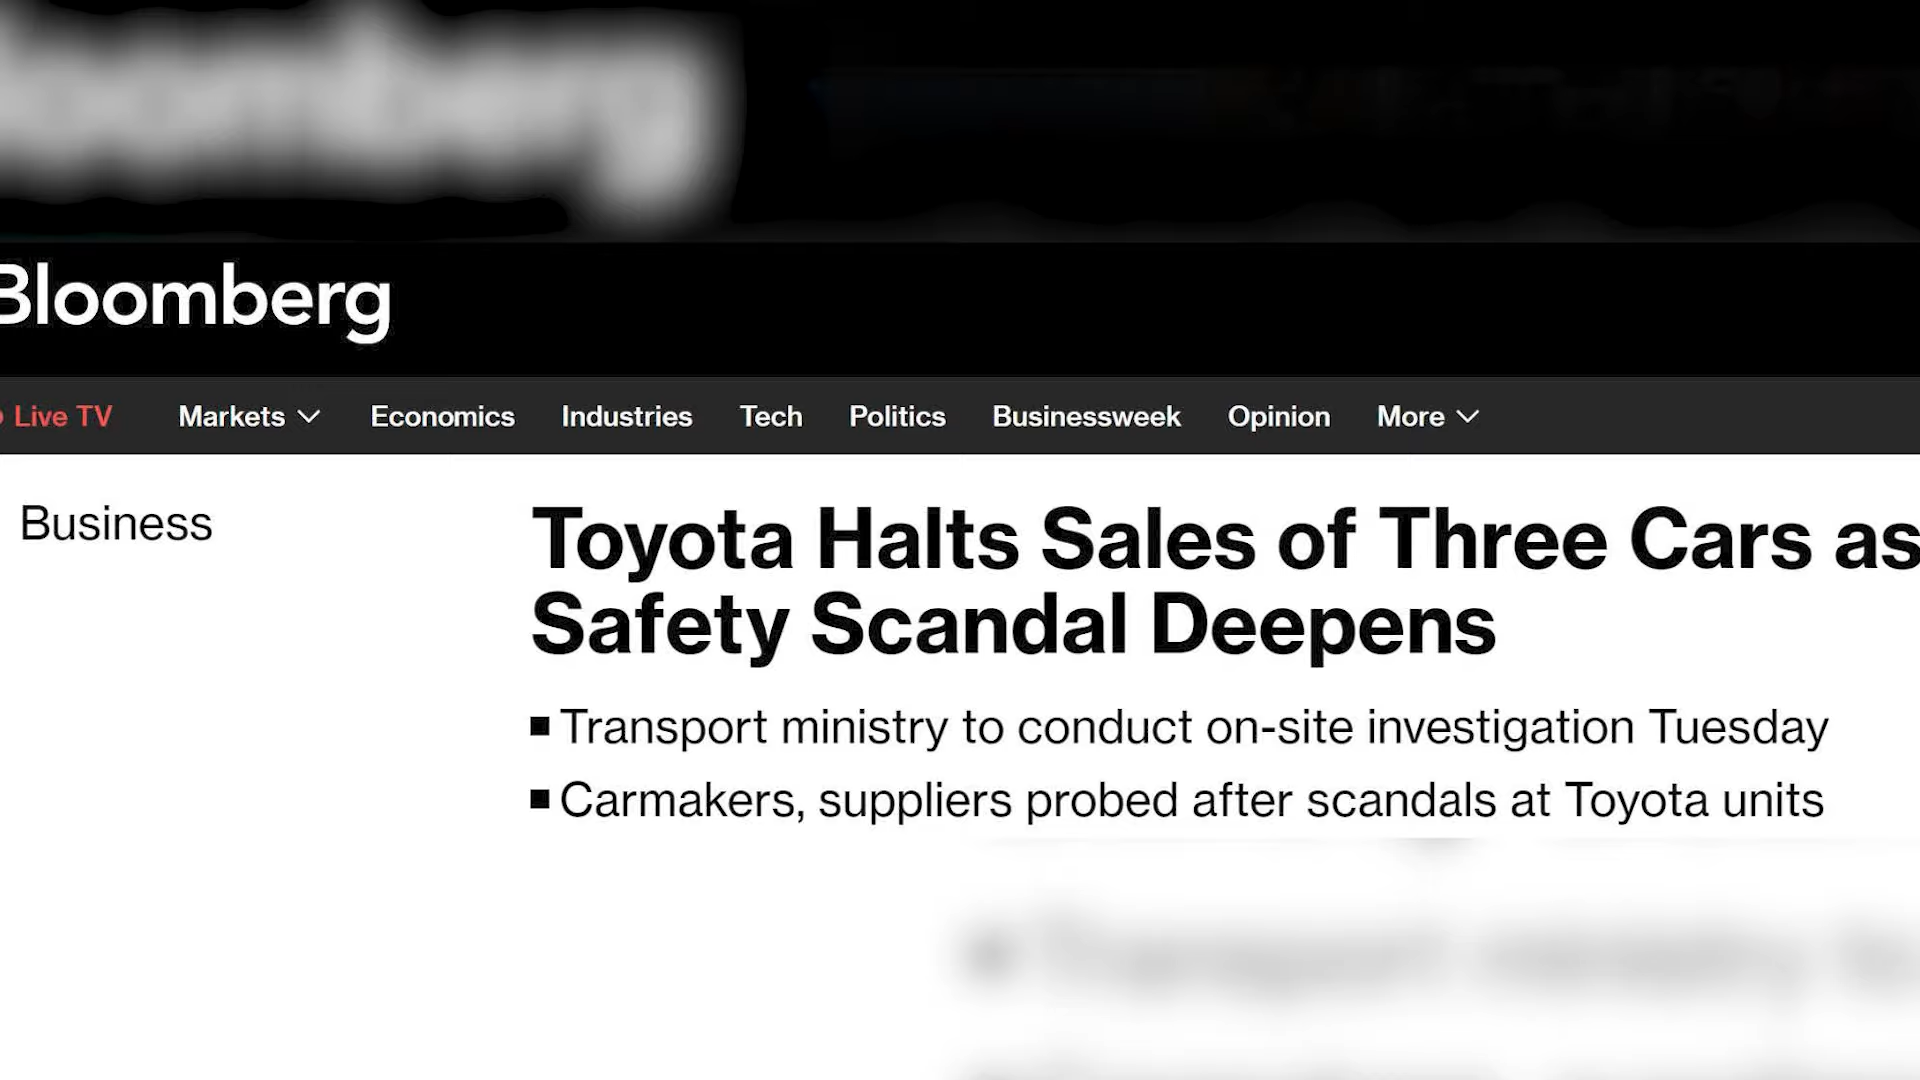 Bloomberg
Live TV Markets Economics Industries Tech Politics Businessweek Opinion More
Business
Toyota Halts Sales of Three Cars as
Safety Scandal Deepens
■ Transport ministry to conduct on-site investigation Tuesday
■ Carmakers, suppliers probed after scandals at Toyota units